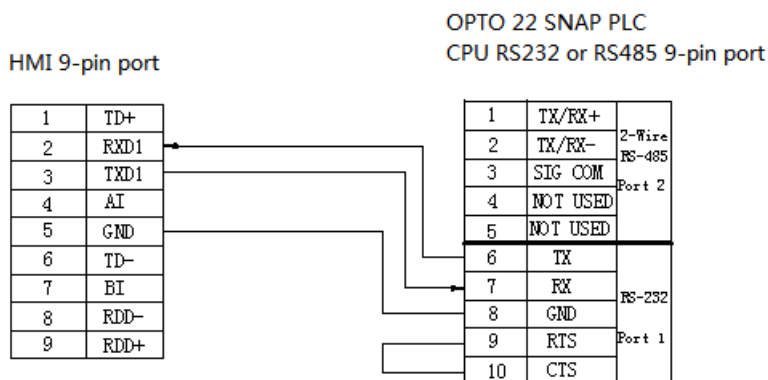 OPTO 22 SNAP PLC
CPU RS232 or RS485 9-pin port
HMI 9-pin port
1 TD+
2 RXD1
3 TXD1
4 AI
5 GND
6 TD-
7 BI
8 RDD-
9 RDD+
1 TX/RX+
2 TX/RX-
3 SIG COM
4 NOT USED
5 NOT USED
2-Wire
RS-485
Port 2
6 TX
7 RX
8 GND
9 RTS
10 CTS
RS-232
Port 1